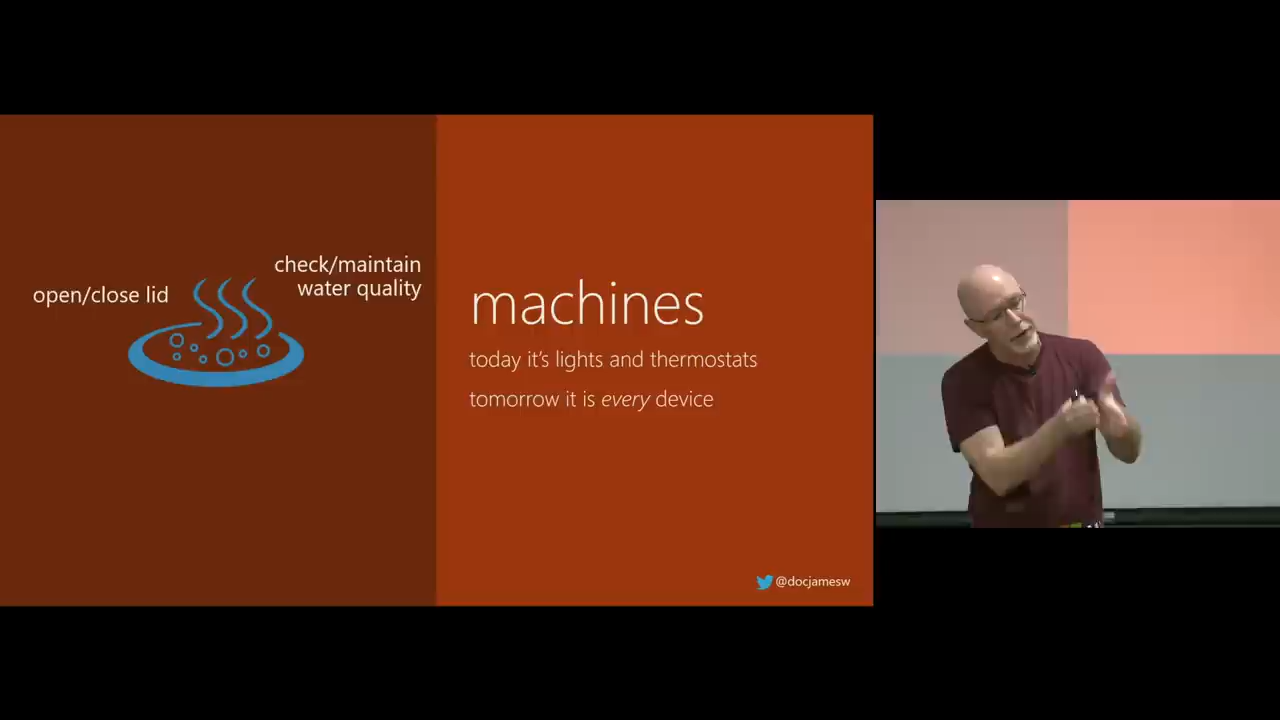 open/close lid
check/maintain
water quality
machines
today it's lights and thermostats
tomorrow it is every device
@docjamesw